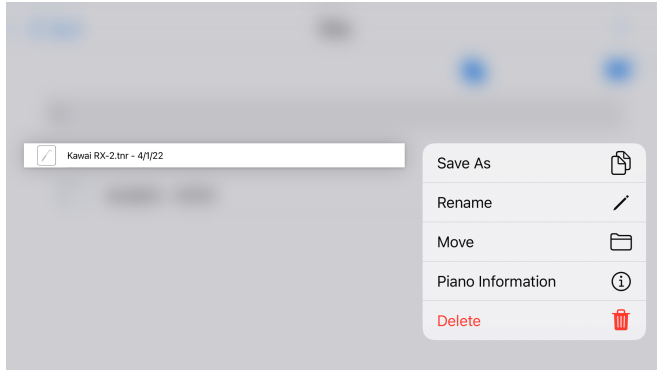 Kawai RX-2.tnr - 4/1/22
Save As
Rename
Move
Piano Information
Delete